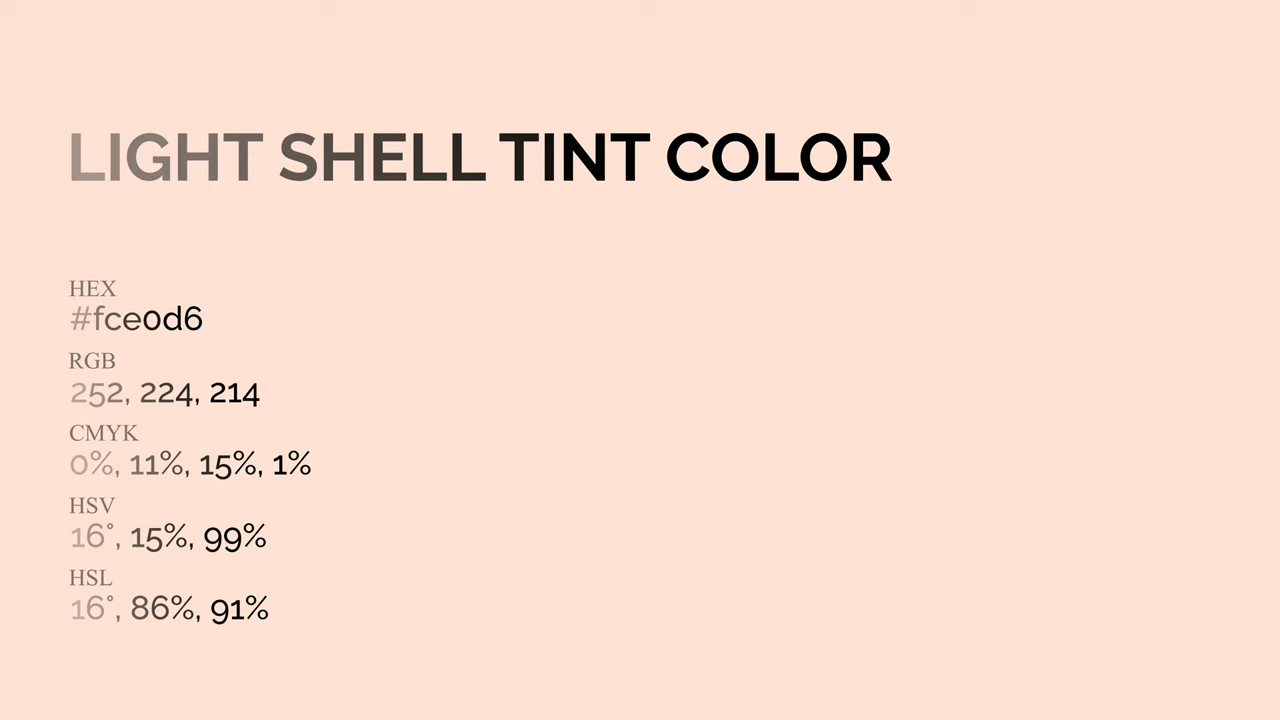 LIGHT SHELL TINT COLOR
HEX
#fce0d6
RGB
252, 224, 214
CMYK
0%, 11%, 15%, 1%
HSV
16°, 15%, 99%
HSL
16°, 86%, 91%